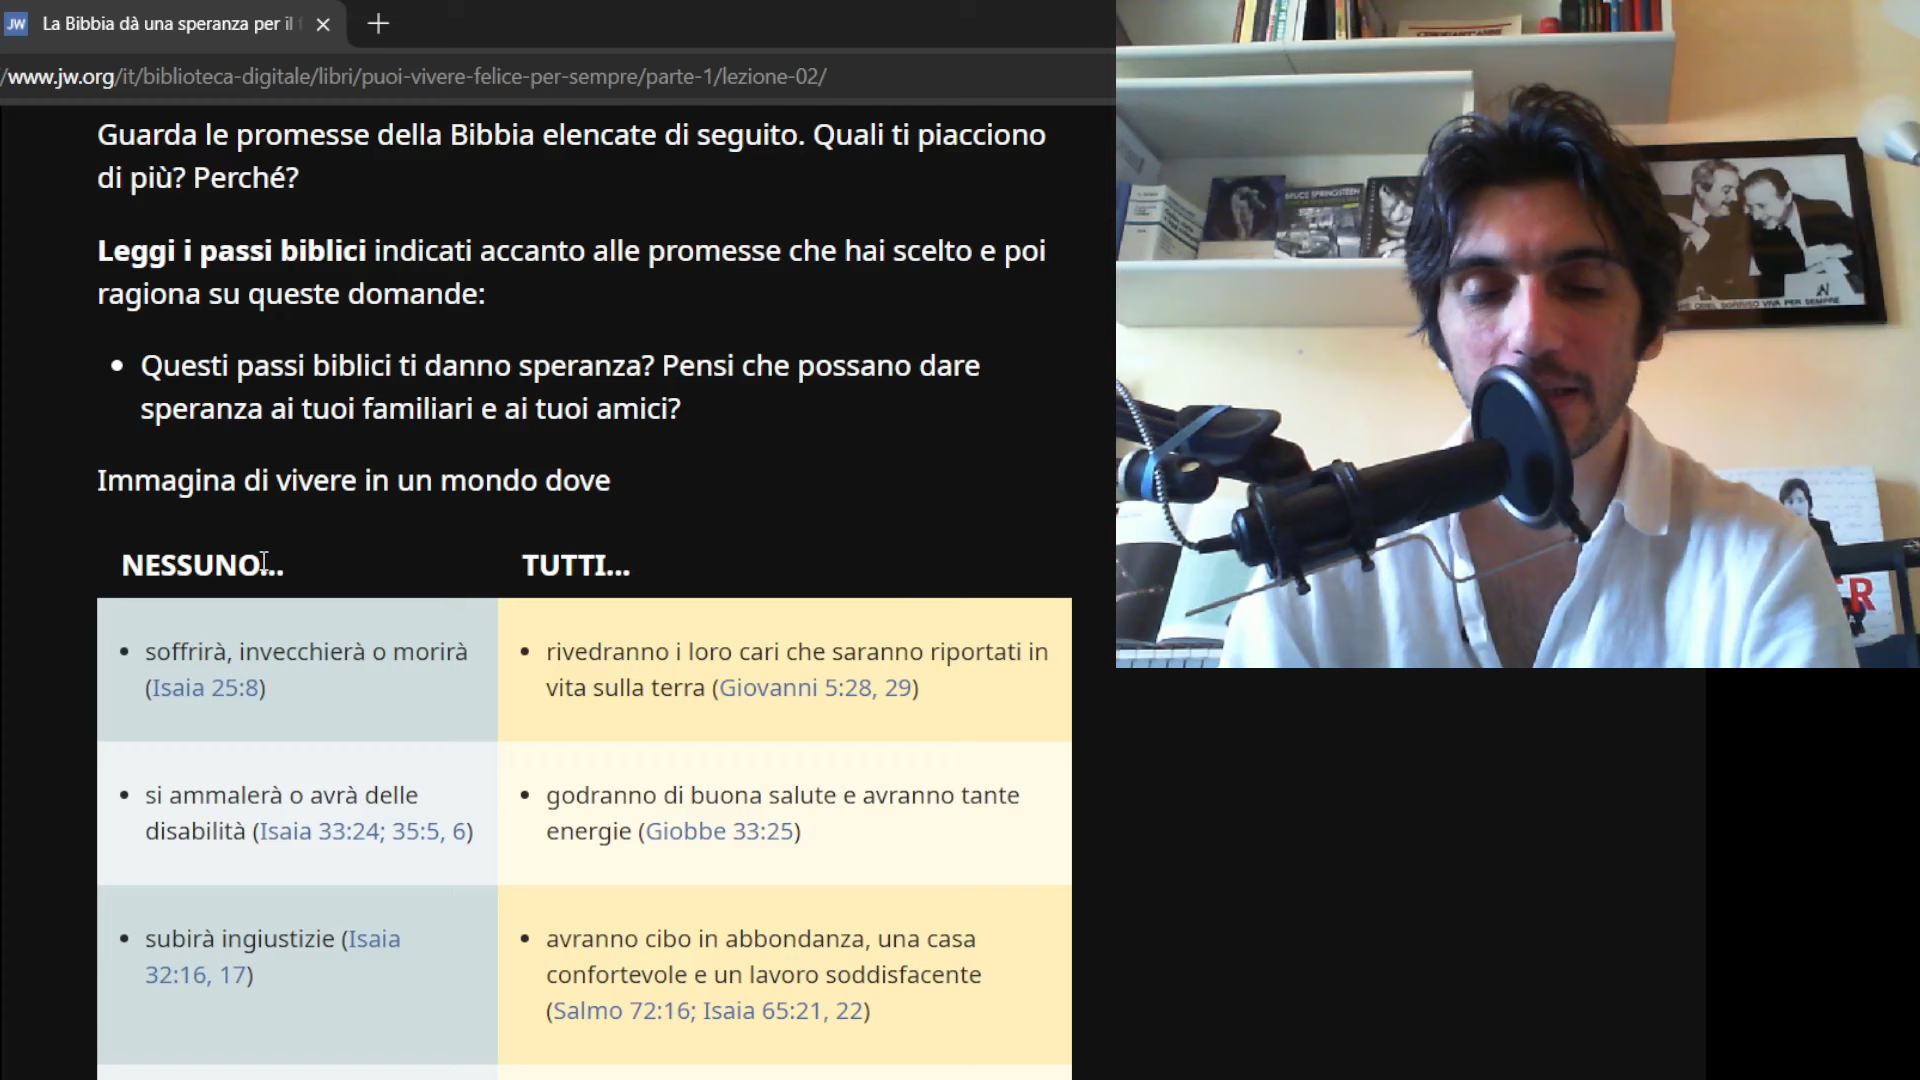 La Bibbia dà una speranza per il
www.jw.org/it/biblioteca-digitale/libri/puoi-vivere-felice-per-sempre/parte-1/lezione-02/
Guarda le promesse della Bibbia elencate di seguito. Quali ti piacciono
di più? Perché?
Leggi i passi biblici indicati accanto alle promesse che hai scelto e poi
ragiona su queste domande:
Questi passi biblici ti danno speranza? Pensi che possano dare
speranza ai tuoi familiari e ai tuoi amici?
Immagina di vivere in un mondo dove
NESSUNO...
TUTTI...
soffrirà, invecchierà o morirà
(Isaia 25:8)
rivedranno i loro cari che saranno riportati in
vita sulla terra (Giovanni 5:28, 29)
si ammalerà o avrà delle
disabilità (Isaia 33:24; 35:5, 6)
godranno di buona salute e avranno tante
energie (Giobbe 33:25)
subirà ingiustizie (Isaia
32:16, 17)
avranno cibo in abbondanza, una casa
confortevole e un lavoro soddisfacente
(Salmo 72:16; Isaia 65:21, 22)
JW
BRUCE SPRINGSTEEN
SORRISO VIVA PER SEMPRE